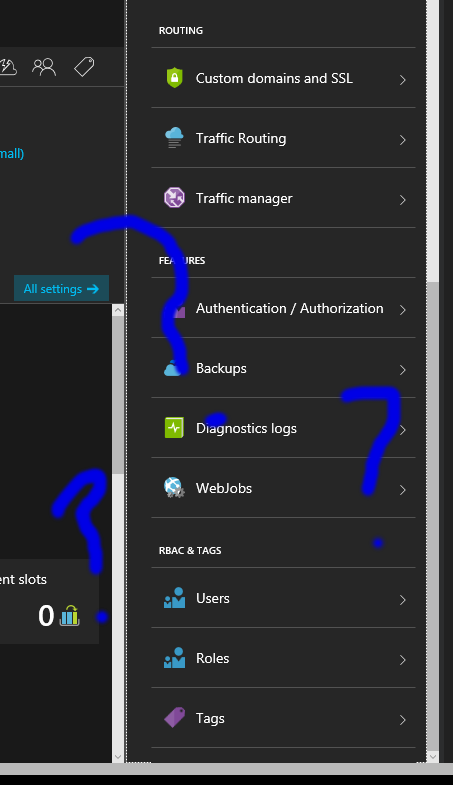 ROUTING
Custom domains and SSL
Traffic Routing
mall)
Traffic manager
FEATURES
All settings
Authentication / Authorization
Backups
Diagnostics logs
WebJobs
RBAC & TAGS
ent slots
Users
0
Roles
Tags
? ? ?